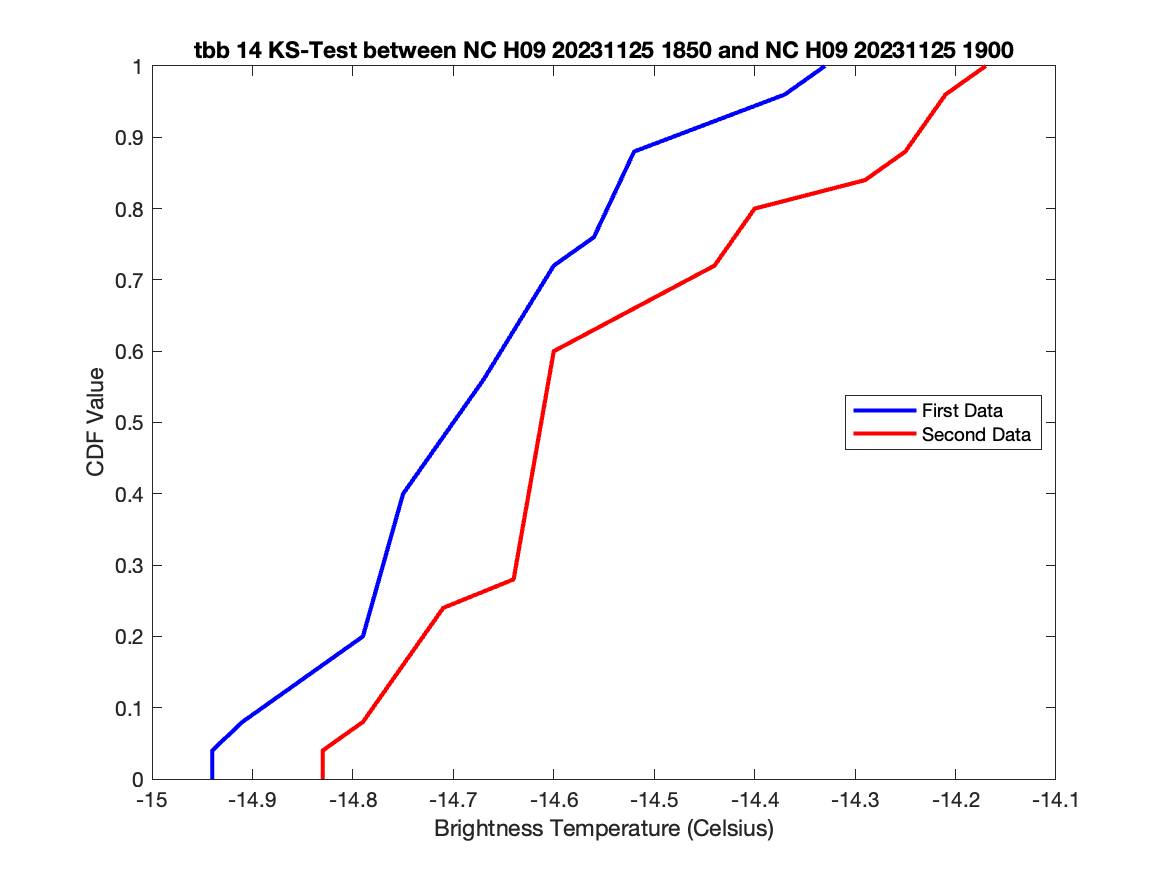 tbb 14 KS-Test between NC H09 20231125 1850 and NC H09 20231125 1900
1
0.9
0.8
0.7
0.6
0.5
0.4
0.3
0.2
0.1
0
CDF Value
First Data
Second Data
-15 -14.9 -14.8 -14.7 -14.6 -14.5 -14.4 -14.3 -14.2 -14.1
Brightness Temperature (Celsius)